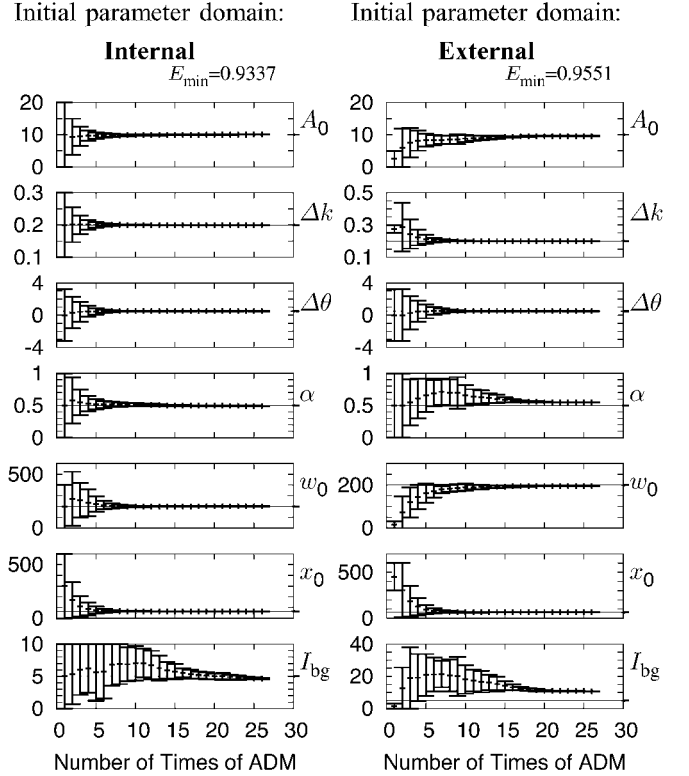 Initial parameter domain: Initial parameter domain:
Internal External
E_min=0.9337 E_min=0.9551
20 20
10 A_0 10 A_0
0 0
0.3 0.5
0.2 Δk 0.3 Δk
0.1 0.1
4 4
0 Δθ 0 Δθ
-4 -4
1 1
0.5 α 0.5 α
0 0
500 w_0 200 w_0
0 0
500 x_0 500 x_0
0 0
10 40
5 I_bg 20 I_bg
0 0
0 5 10 15 20 25 30 0 5 10 15 20 25 30
Number of Times of ADM Number of Times of ADM